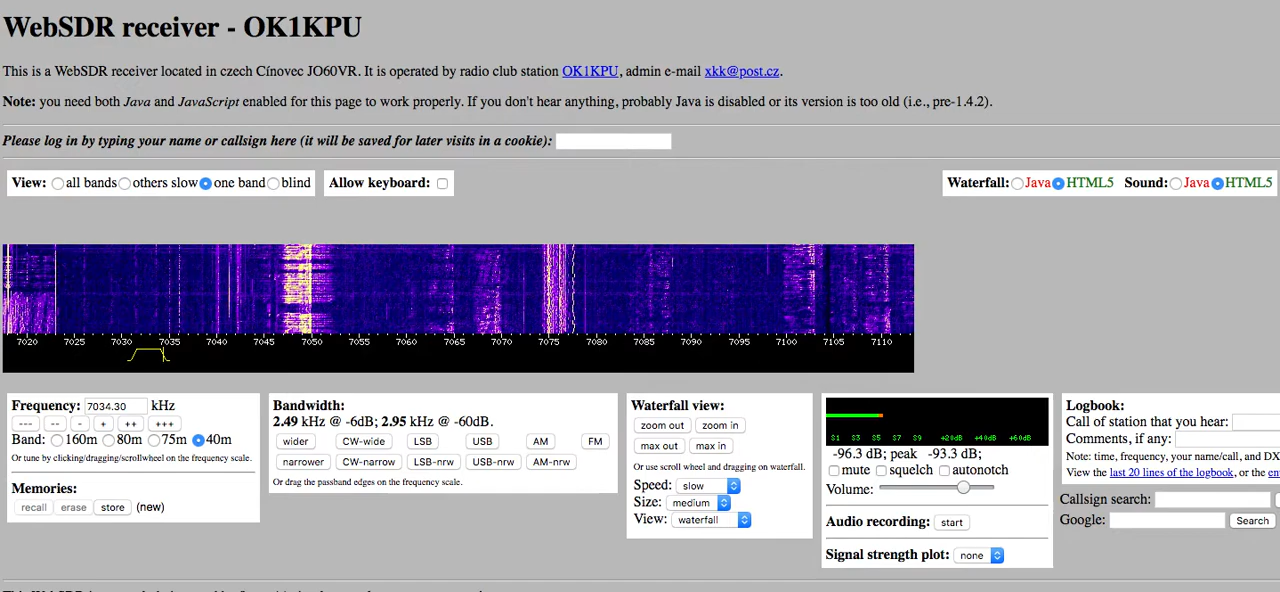 WebSDR receiver - OK1KPU
This is a WebSDR receiver located in czech Cínovec JO60VR. It is operated by radio club station OK1KPU, admin e-mail xkk@post.cz.
Note: you need both Java and JavaScript enabled for this page to work properly. If you don't hear anything, probably Java is disabled or its version is too old (i.e., pre-1.4.2).
Please log in by typing your name or callsign here (it will be saved for later visits in a cookie):
View: all bands others slow one band blind Allow keyboard: Waterfall: Java HTML5 Sound: Java HTML5
7020 7025 7030 7035 7040 7045 7050 7055 7060 7065 7070 7075 7080 7085 7090 7095 7100 7105 7110
Frequency: 7034.30 kHz
--- -- - + ++ +++
Band: 160m 80m 75m 40m
Or tune by clicking/dragging/scrollwheel on the frequency scale.
Memories:
recall erase store (new)
Bandwidth:
2.49 kHz @ -6dB; 2.95 kHz @ -60dB.
wider CW-wide LSB USB AM FM
narrower CW-narrow LSB-nrw USB-nrw AM-nrw
Or drag the passband edges on the frequency scale.
Waterfall view:
zoom out zoom in
max out max in
Or use scroll wheel and dragging on waterfall.
Speed: slow
Size: medium
View: waterfall
S1 S3 S5 S7 S9 +20dB +40dB +60dB
-96.3 dB; peak -93.3 dB;
mute squelch autonotch
Volume:
Audio recording: start
Signal strength plot: none
Logbook:
Call of station that you hear:
Comments, if any:
Note: time, frequency, your name/call, and DX
View the last 20 lines of the logbook, or the en
Callsign search:
Google: Search